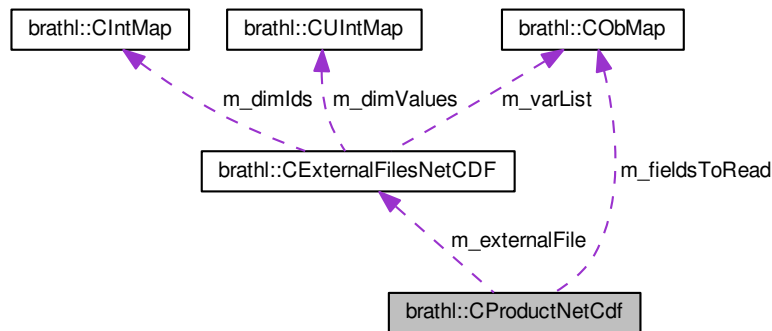 brathl::CIntMap
brathl::CUIntMap
brathl::CObMap
m_dimIds
m_dimValues
m_varList
brathl::CExternalFilesNetCDF
m_fieldsToRead
m_externalFile
brathl::CProductNetCdf